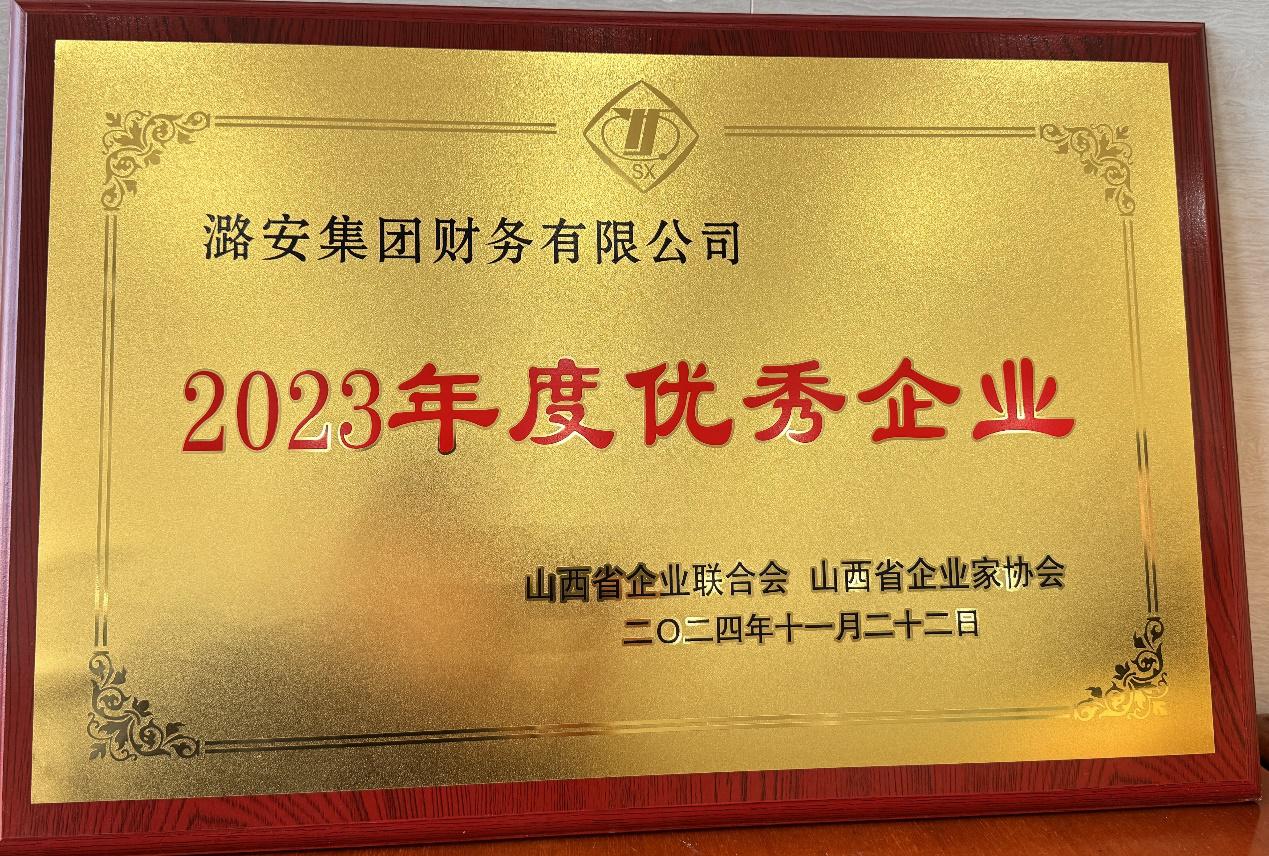 SX
潞安集团财务有限公司
2023年度优秀企业
山西省企业联合会 山西省企业家协会
二〇二四年十一月二十二日